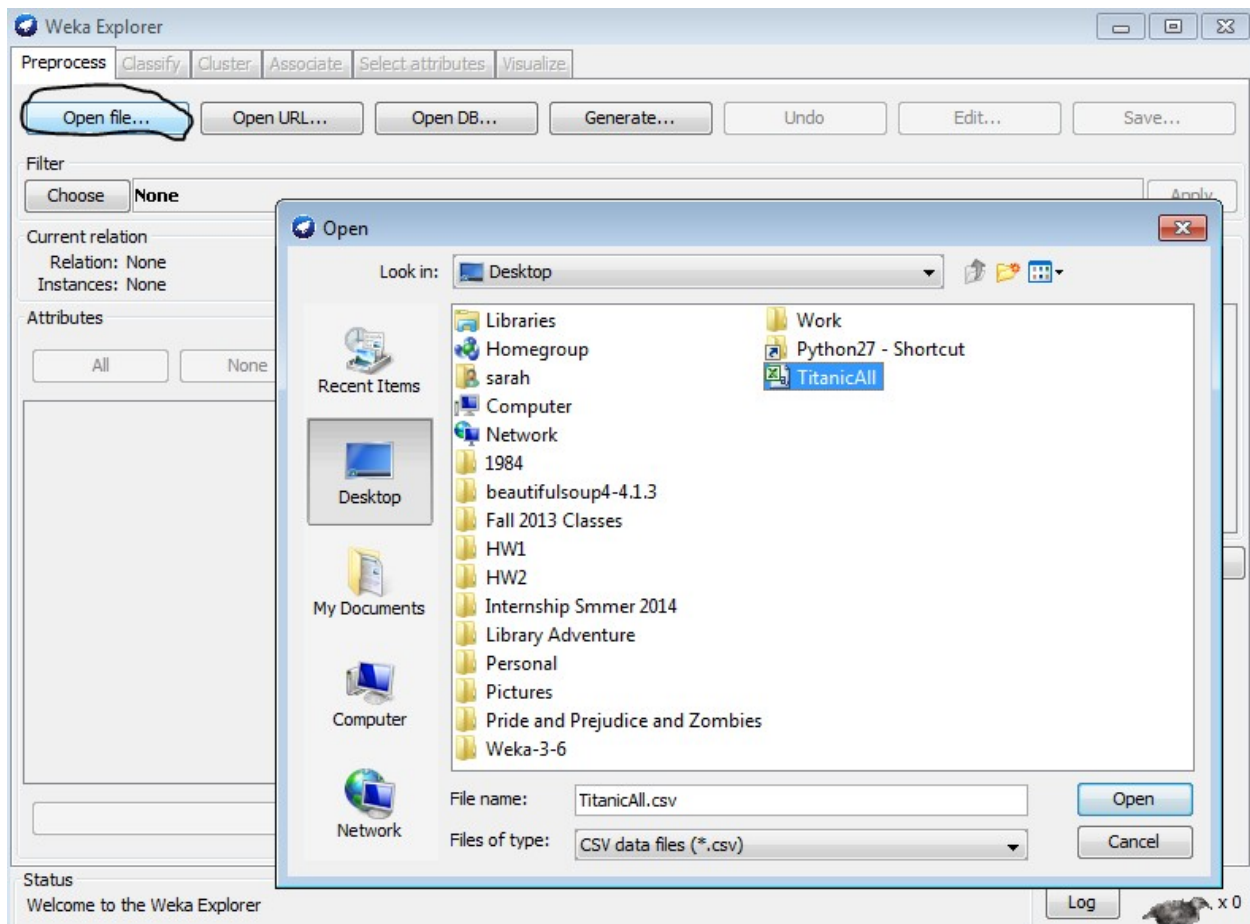 Weka Explorer
Preprocess Classify Cluster Associate Select attributes Visualize
Open file... Open URL... Open DB... Generate... Undo Edit... Save...
Filter
Choose None Apply
Current relation
Relation: None
Instances: None
Attributes
All None
Open
Look in: Desktop
Recent Items
Desktop
My Documents
Computer
Network
Libraries
Homegroup
sarah
Computer
Network
1984
beautifulsoup4-4.1.3
Fall 2013 Classes
HW1
HW2
Internship Smmer 2014
Library Adventure
Personal
Pictures
Pride and Prejudice and Zombies
Weka-3-6
Work
Python27 - Shortcut
TitanicAll
File name: TitanicAll.csv Open
Files of type: CSV data files (*.csv) Cancel
Status
Welcome to the Weka Explorer Log x 0